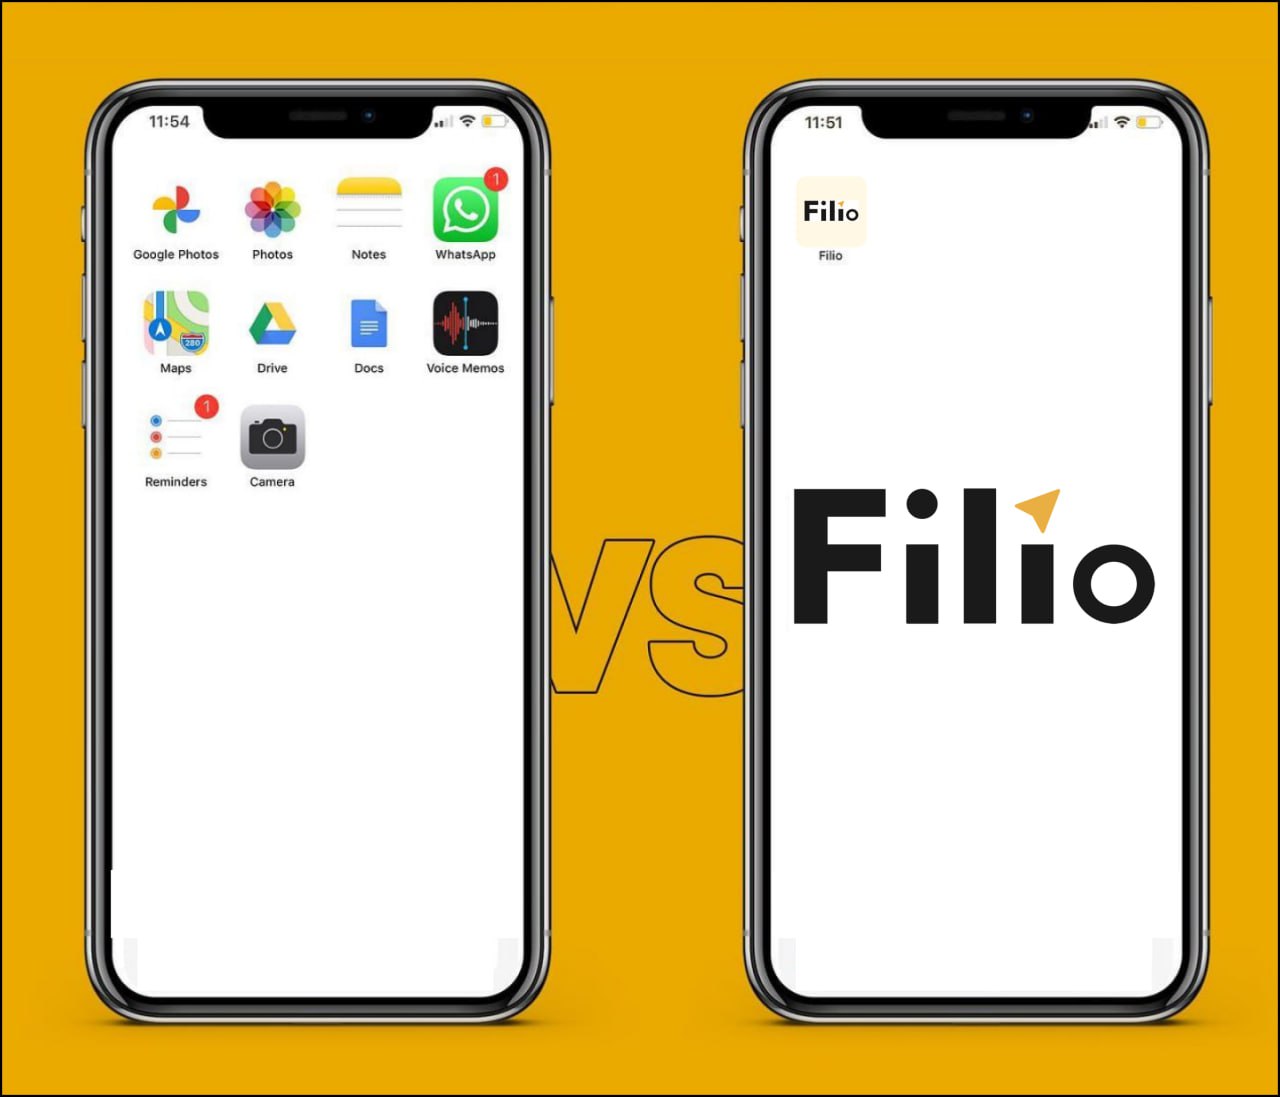 11:54
1
Google Photos Photos Notes WhatsApp
280
Maps Drive Docs Voice Memos
1
Reminders Camera
VS
11:51
Filio
Filio
Filio